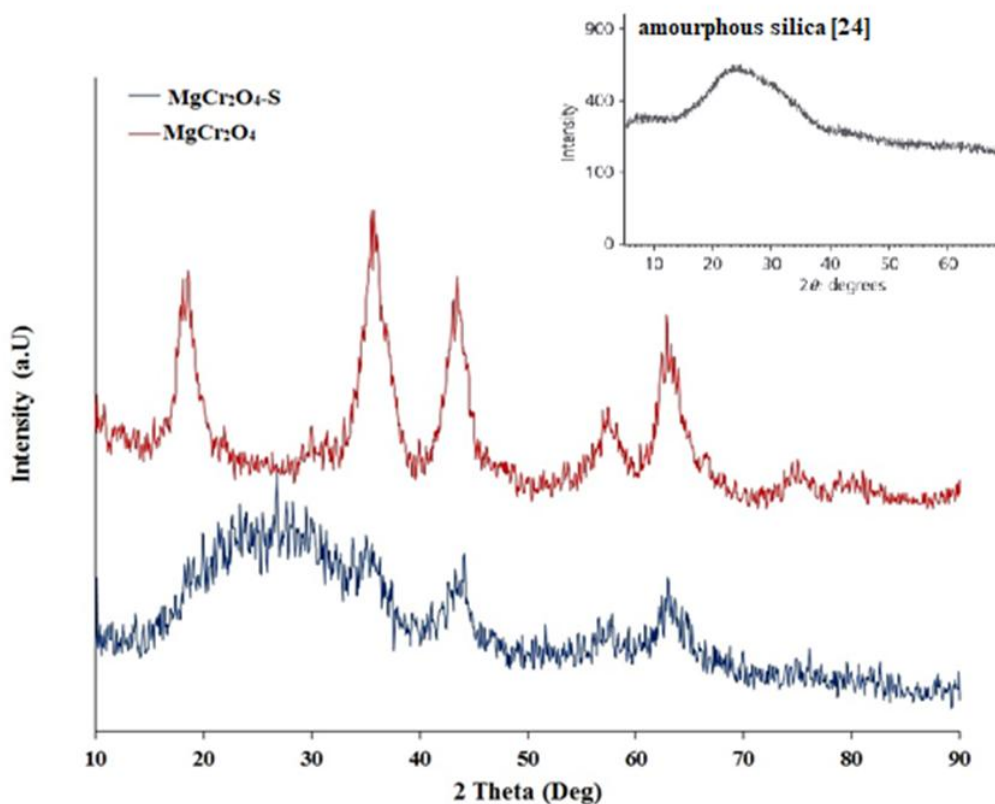 amourphous silica [24]
900
400
100
0
Intensity
10 20 30 40 50 60
2θ: degrees
MgCr₂O₄-S
MgCr₂O₄
Intensity (a.U)
10 20 30 40 50 60 70 80 90
2 Theta (Deg)